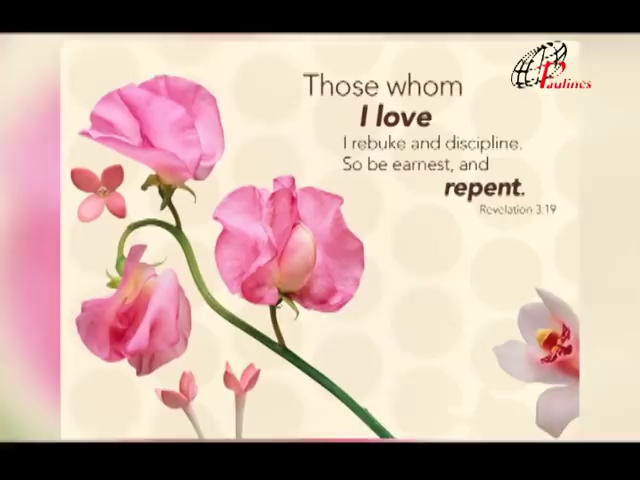 Paulines
Those whom
I love
I rebuke and discipline.
So be earnest, and
repent.
Revelation 3:19